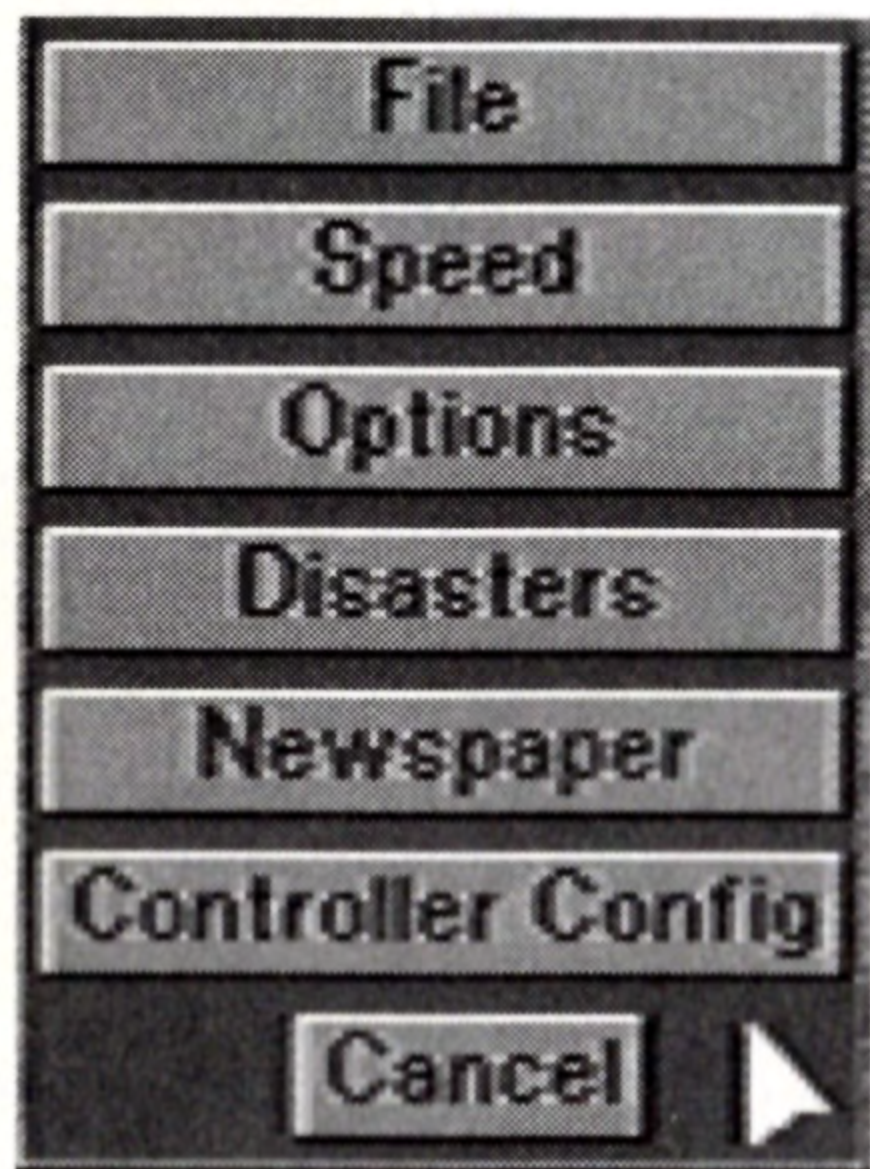 File
Speed
Options
Disasters
Newspaper
Controller Config
Cancel